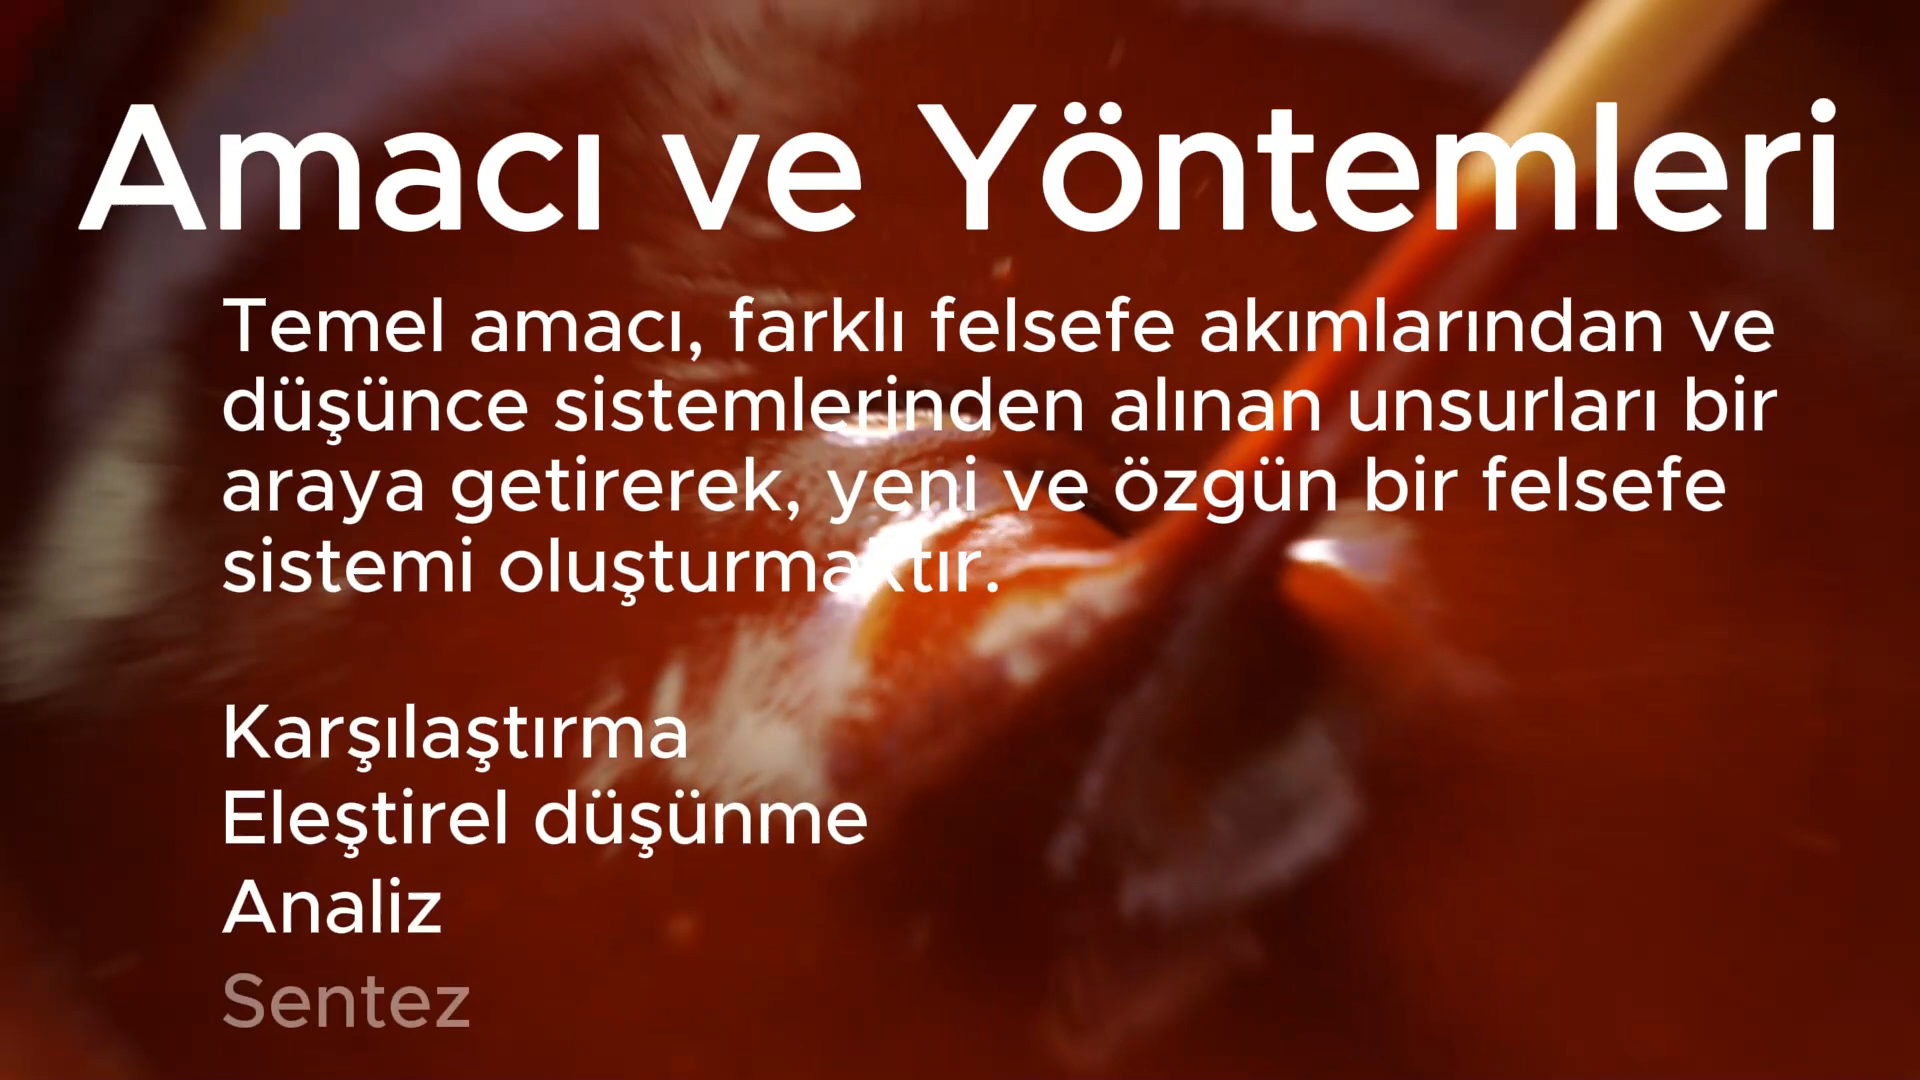 Amacı ve Yöntemleri
Temel amacı, farklı felsefe akımlarından ve
düşünce sistemlerinden alınan unsurları bir
araya getirerek, yeni ve özgün bir felsefe
sistemi oluşturmaktır.
Karşılaştırma
Eleştirel düşünme
Analiz
Sentez